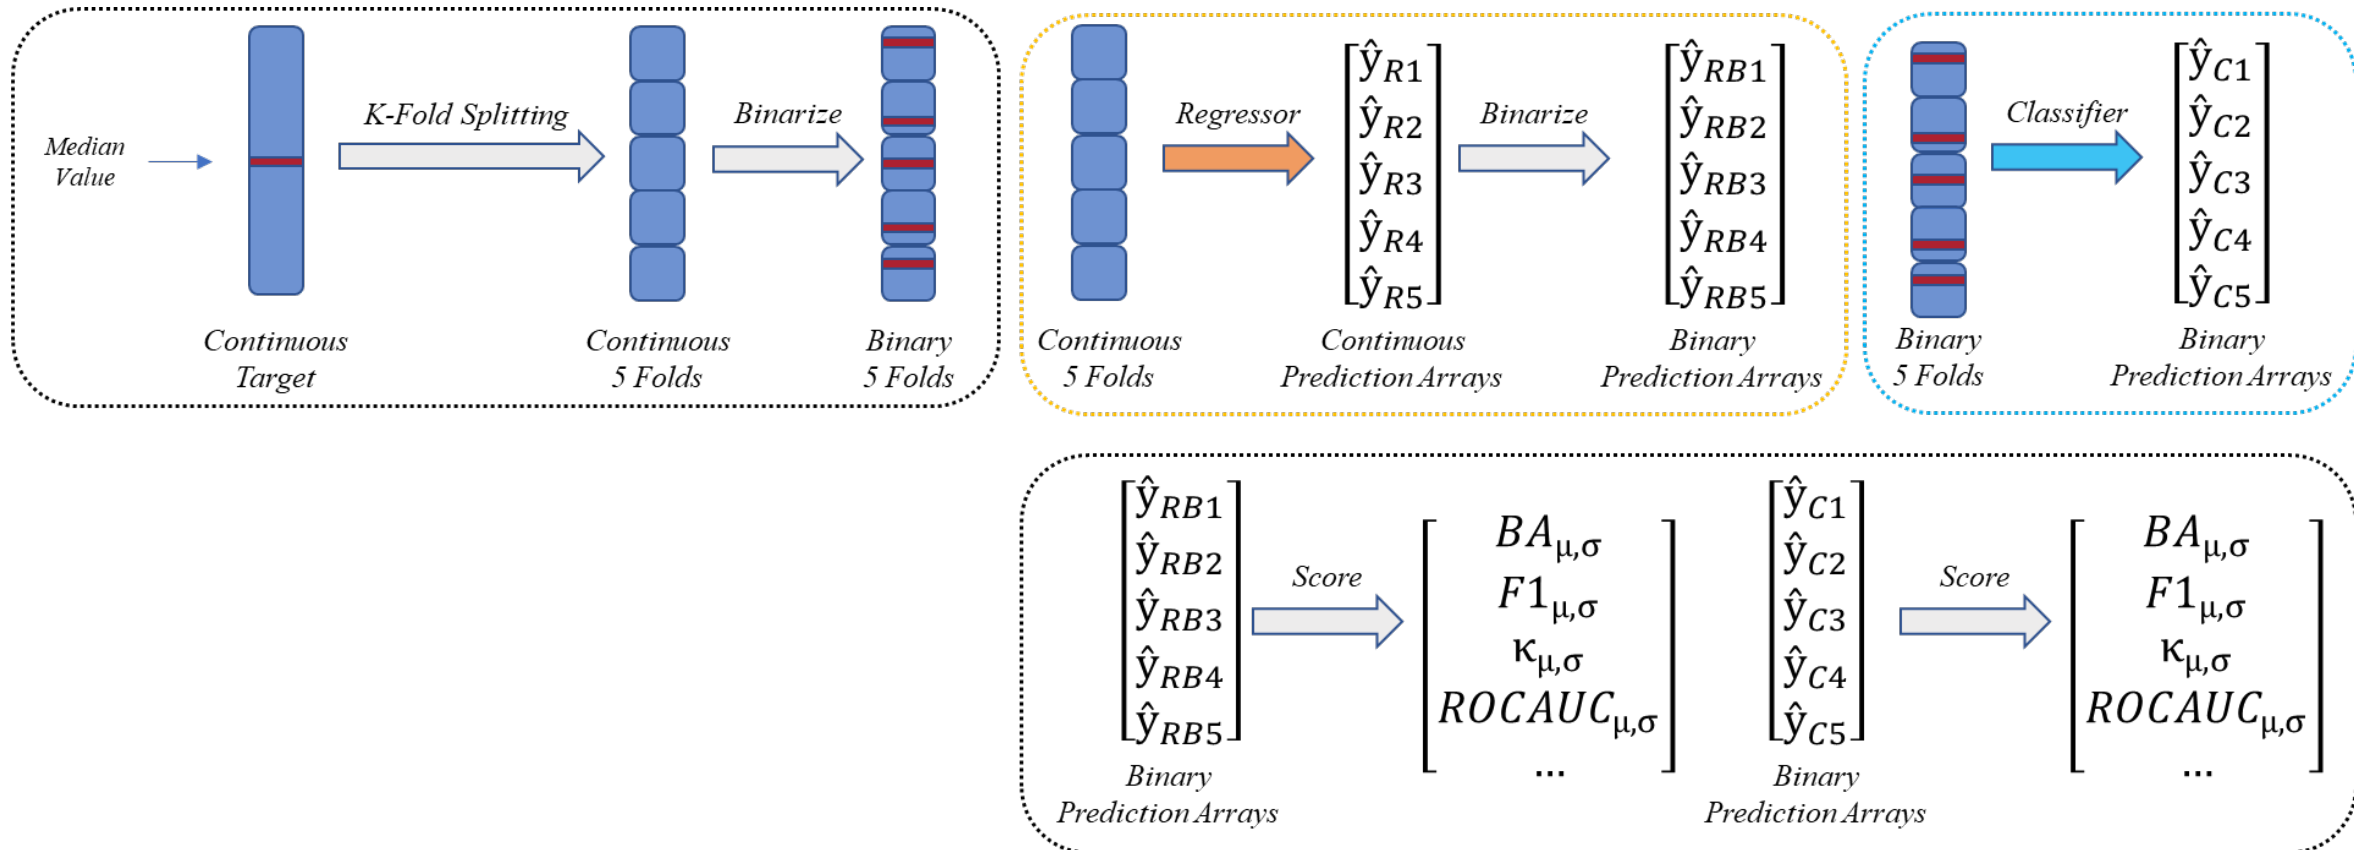 Median
Value
K-Fold Splitting
Binarize
Continuous
Target
Continuous
5 Folds
Binary
5 Folds
Regressor
Binarize
ŷR1
ŷR2
ŷR3
ŷR4
ŷR5
ŷRB1
ŷRB2
ŷRB3
ŷRB4
ŷRB5
Continuous
5 Folds
Continuous
Prediction Arrays
Binary
Prediction Arrays
Classifier
ŷC1
ŷC2
ŷC3
ŷC4
ŷC5
Binary
5 Folds
Binary
Prediction Arrays
ŷRB1
ŷRB2
ŷRB3
ŷRB4
ŷRB5
Binary
Prediction Arrays
Score
BAμ,σ
F1μ,σ
κμ,σ
ROCAUCμ,σ
...
ŷC1
ŷC2
ŷC3
ŷC4
ŷC5
Binary
Prediction Arrays
Score
BAμ,σ
F1μ,σ
κμ,σ
ROCAUCμ,σ
...